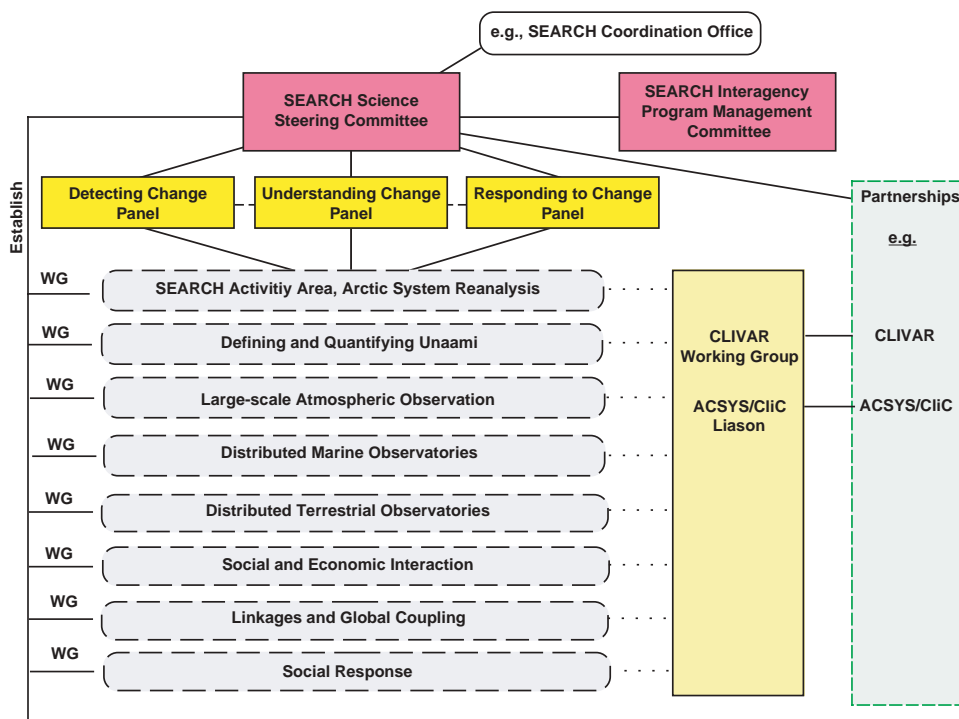 e.g., SEARCH Coordination Office
SEARCH Science
Steering Committee
SEARCH Interagency
Program Management
Committee
Establish
Detecting Change
Panel
Understanding Change
Panel
Responding to Change
Panel
Partnerships
e.g.
WG
SEARCH Activitiy Area, Arctic System Reanalysis
WG
Defining and Quantifying Unaami
WG
Large-scale Atmospheric Observation
WG
Distributed Marine Observatories
WG
Distributed Terrestrial Observatories
WG
Social and Economic Interaction
WG
Linkages and Global Coupling
WG
Social Response
CLIVAR
Working Group
ACSYS/CliC
Liason
CLIVAR
ACSYS/CliC